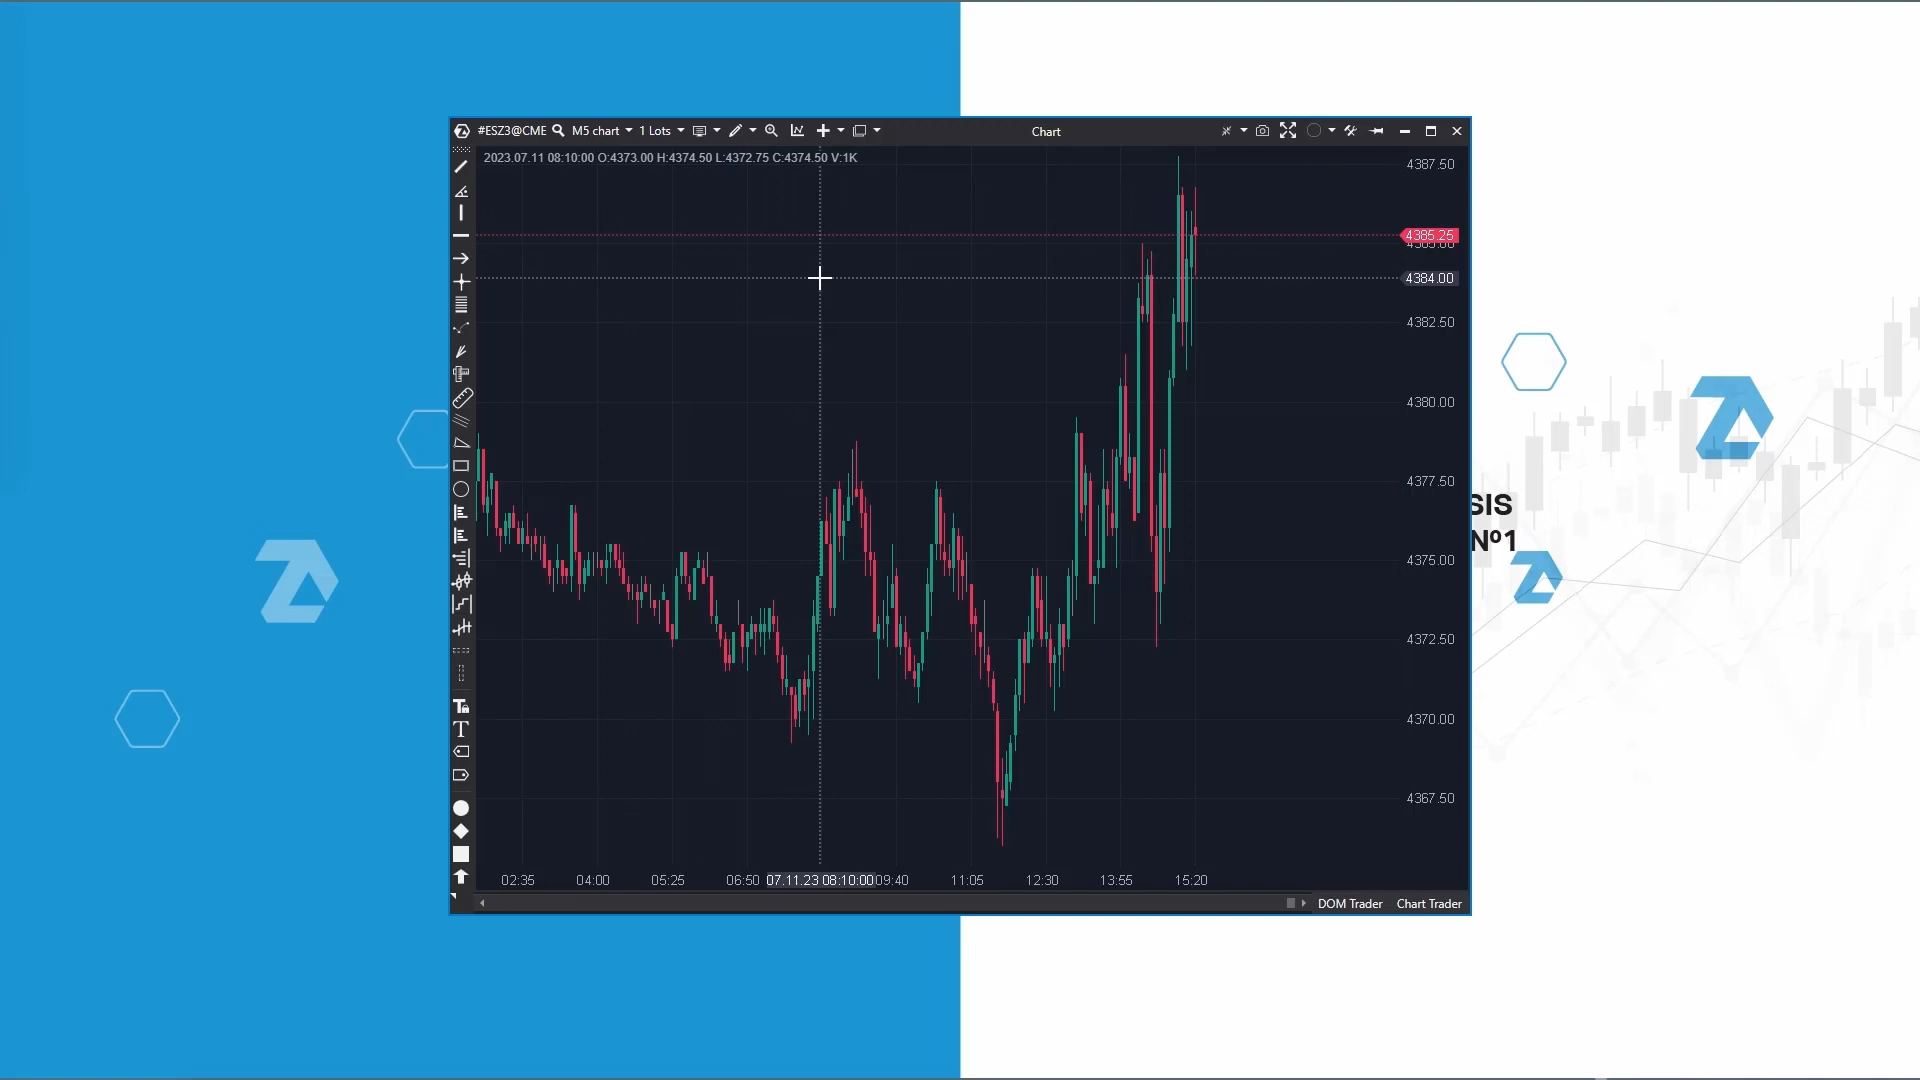 #ESZ3@CME M5 chart 1 Lots Chart
2023.07.11 08:10:00 O:4373.00 H:4374.50 L:4372.75 C:4374.50 V:1K
4387.50
4385.25
4385.00
4384.00
4382.50
4380.00
4377.50
SIS
Nº1
4375.00
4372.50
4370.00
4367.50
02:35 04:00 05:25 06:50 07.11.23 08:10:00 09:40 11:05 12:30 13:55 15:20
DOM Trader Chart Trader